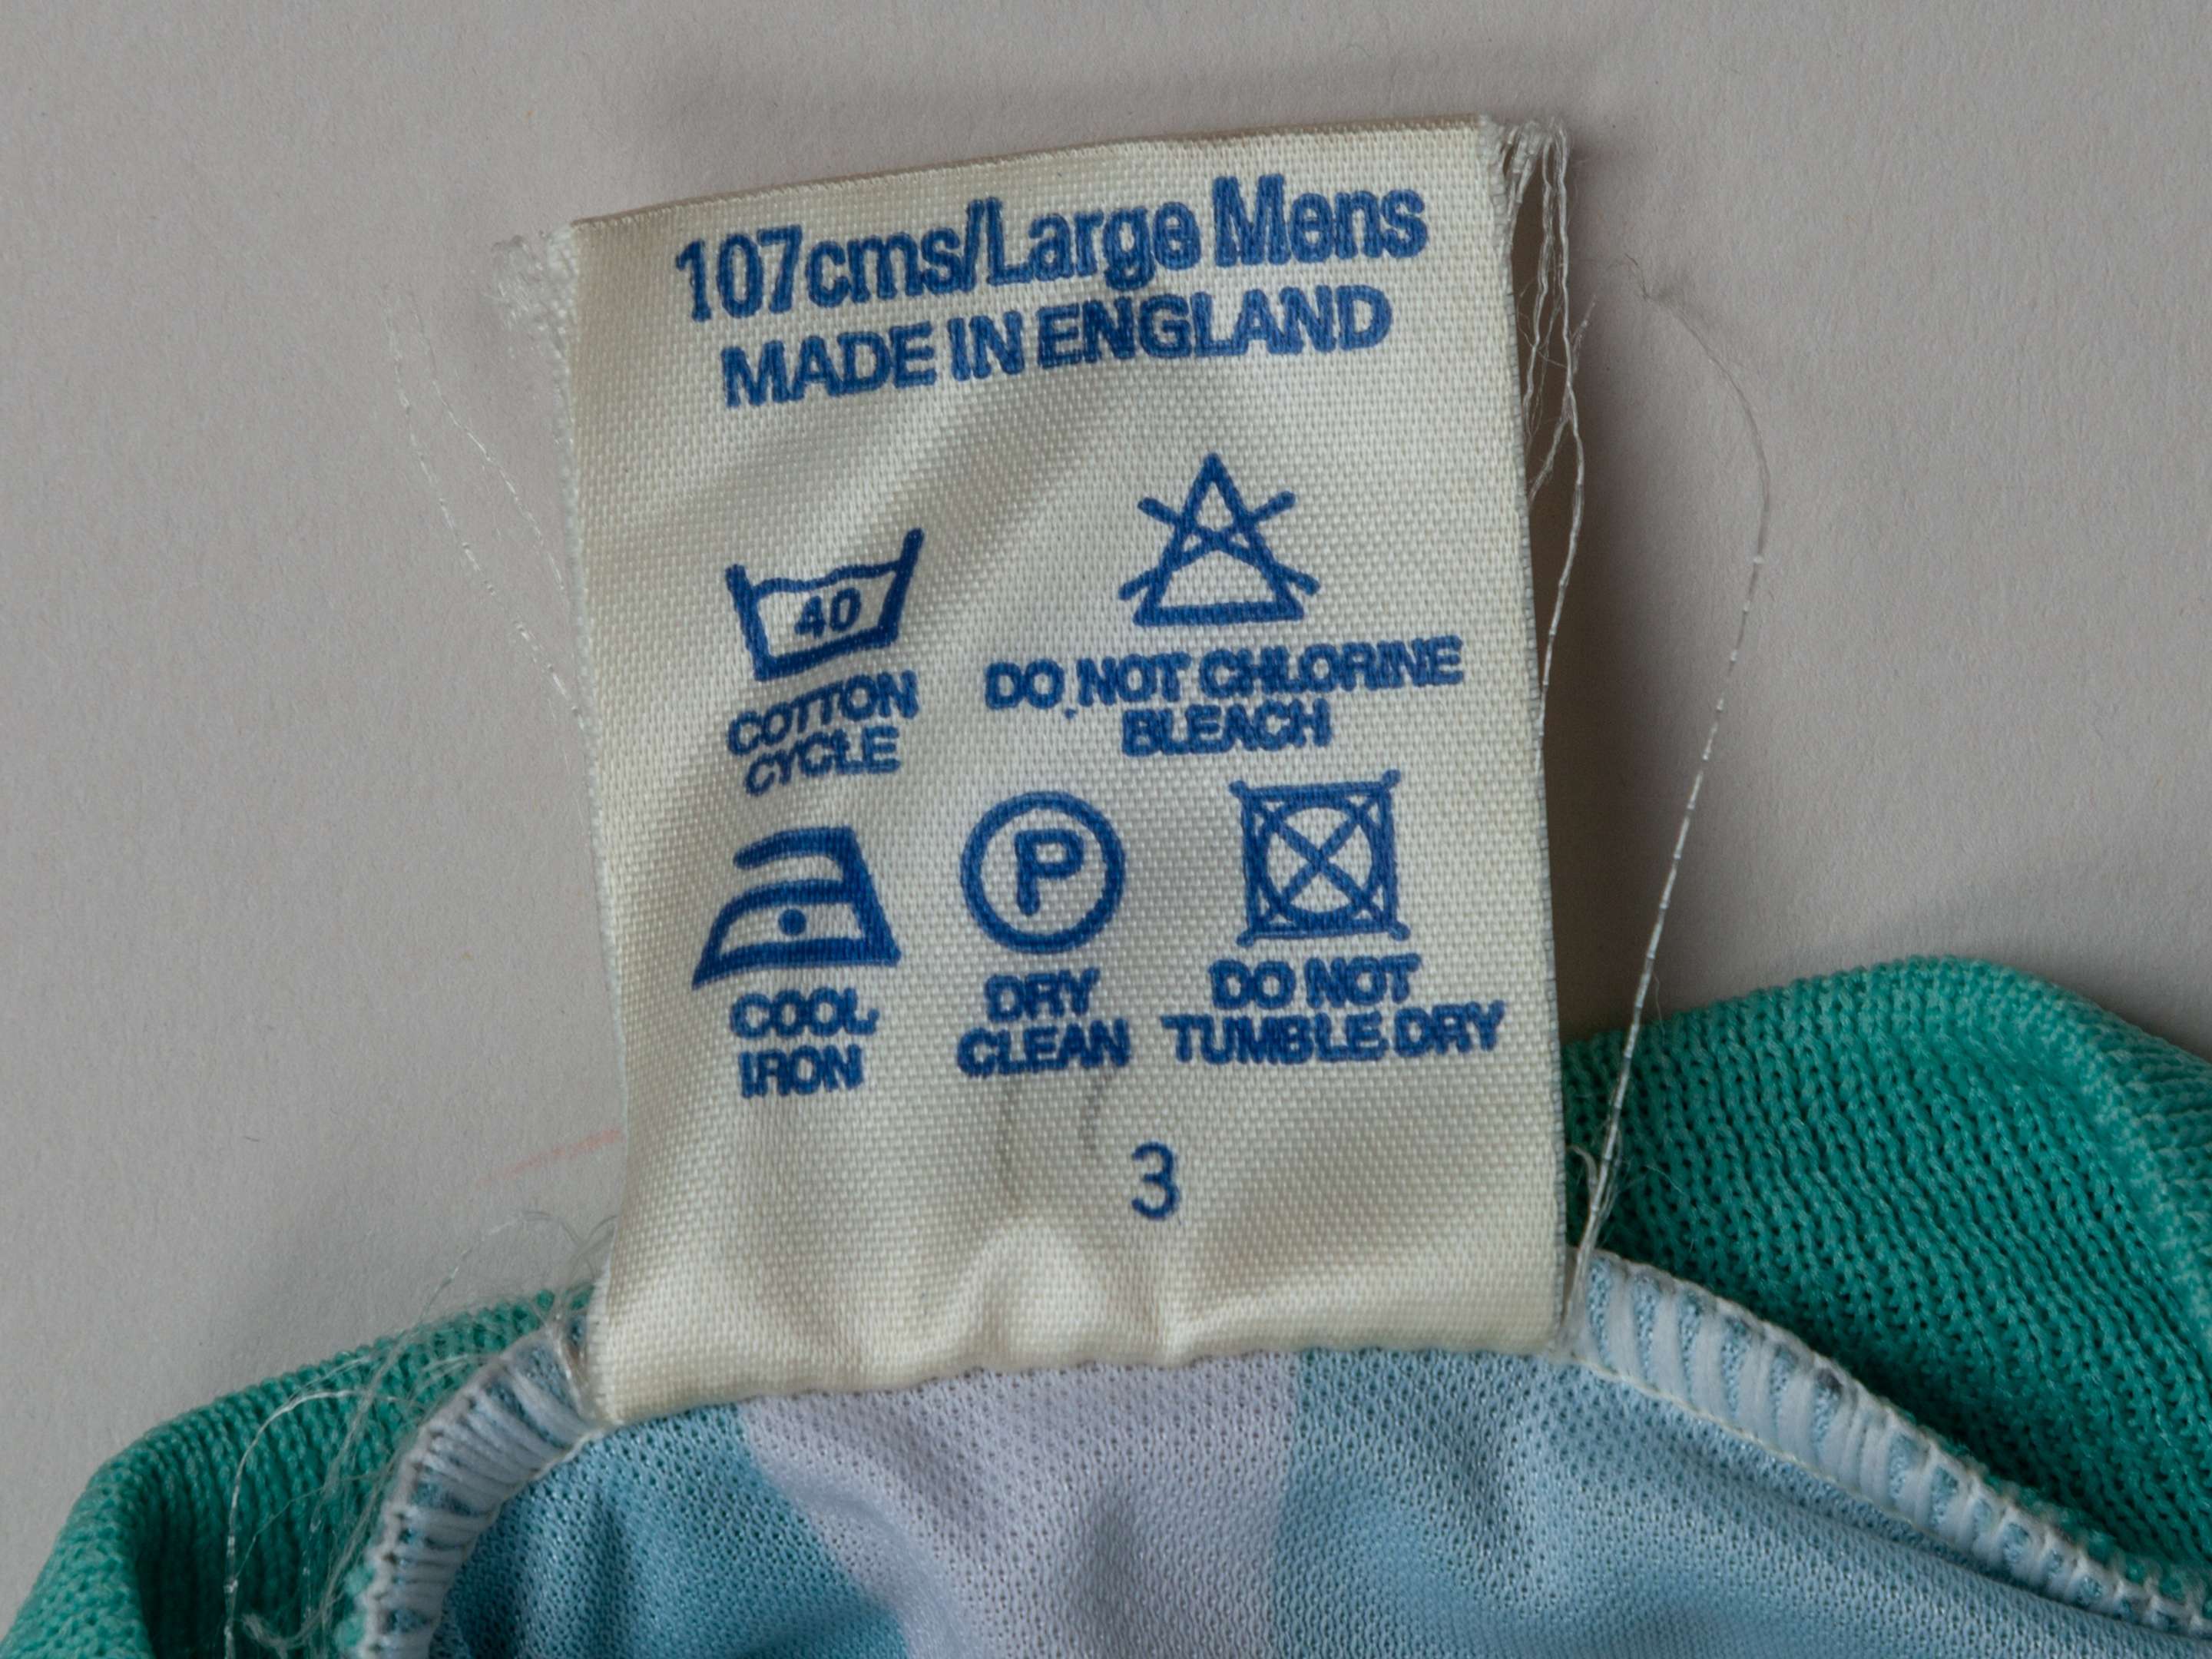 107cms/Large Mens
MADE IN ENGLAND
40
COTTON
CYCLE
DO NOT CHLORINE
BLEACH
COOL
IRON
P
DRY
CLEAN
DO NOT
TUMBLE DRY
3